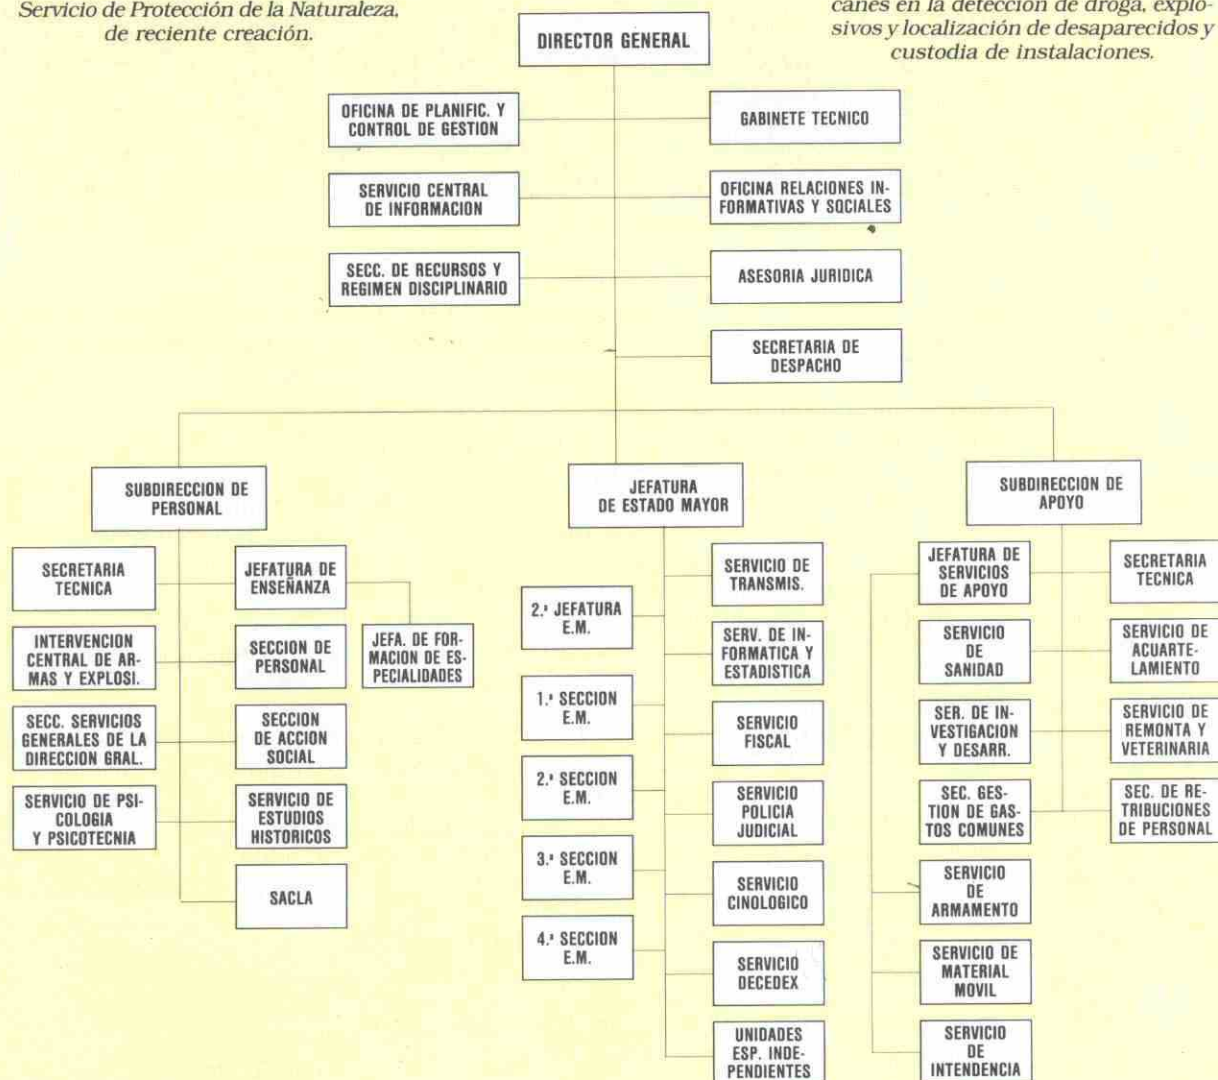 Servicio de Protección de la Naturaleza,
de reciente creación.
canes en la detección de droga, explo-
sivos y localización de desaparecidos y
custodia de instalaciones.
DIRECTOR GENERAL
OFICINA DE PLANIFIC. Y
CONTROL DE GESTION
GABINETE TECNICO
SERVICIO CENTRAL
DE INFORMACION
OFICINA RELACIONES IN-
FORMATIVAS Y SOCIALES
SECC. DE RECURSOS Y
REGIMEN DISCIPLINARIO
ASESORIA JURIDICA
SECRETARIA DE
DESPACHO
SUBDIRECCION DE
PERSONAL
SECRETARIA
TECNICA
JEFATURA DE
ENSEÑANZA
INTERVENCION
CENTRAL DE AR-
MAS Y EXPLOSI.
SECCION DE
PERSONAL
JEFA. DE FOR-
MACION DE ES-
PECIALIDADES
SECC. SERVICIOS
GENERALES DE LA
DIRECCION GRAL.
SECCION
DE ACCION
SOCIAL
SERVICIO DE PSI-
COLOGIA
Y PSICOTECNIA
SERVICIO DE
ESTUDIOS
HISTORICOS
SACLA
JEFATURA
DE ESTADO MAYOR
SERVICIO DE
TRANSMIS.
2.ª JEFATURA
E.M.
SERV. DE IN-
FORMATICA Y
ESTADISTICA
1.ª SECCION
E.M.
SERVICIO
FISCAL
2.ª SECCION
E.M.
SERVICIO
POLICIA
JUDICIAL
3.ª SECCION
E.M.
SERVICIO
CINOLOGICO
4.ª SECCION
E.M.
SERVICIO
DECEDEX
UNIDADES
ESP. INDE-
PENDIENTES
SUBDIRECCION DE
APOYO
JEFATURA DE
SERVICIOS
DE APOYO
SECRETARIA
TECNICA
SERVICIO
DE
SANIDAD
SERVICIO DE
ACUARTE-
LAMIENTO
SER. DE IN-
VESTIGACION
Y DESARR.
SERVICIO DE
REMONTA Y
VETERINARIA
SEC. GES-
TION DE GAS-
TOS COMUNES
SEC. DE RE-
TRIBUCIONES
DE PERSONAL
SERVICIO
DE
ARMAMENTO
SERVICIO DE
MATERIAL
MOVIL
SERVICIO
DE
INTENDENCIA